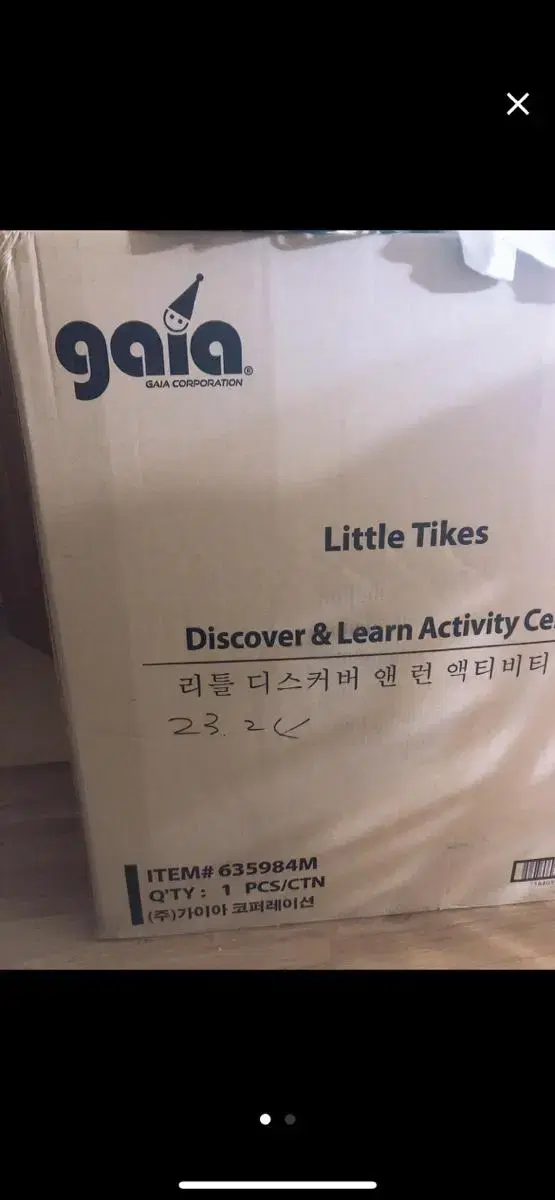 gaia®
GAIA CORPORATION
Little Tikes
Discover & Learn Activity
리틀 디스커버 앤 런 액티비티
23. 2
ITEM# 635984M
Q'TY : 1 PCS/CTN
(주)가이아 코퍼레이션